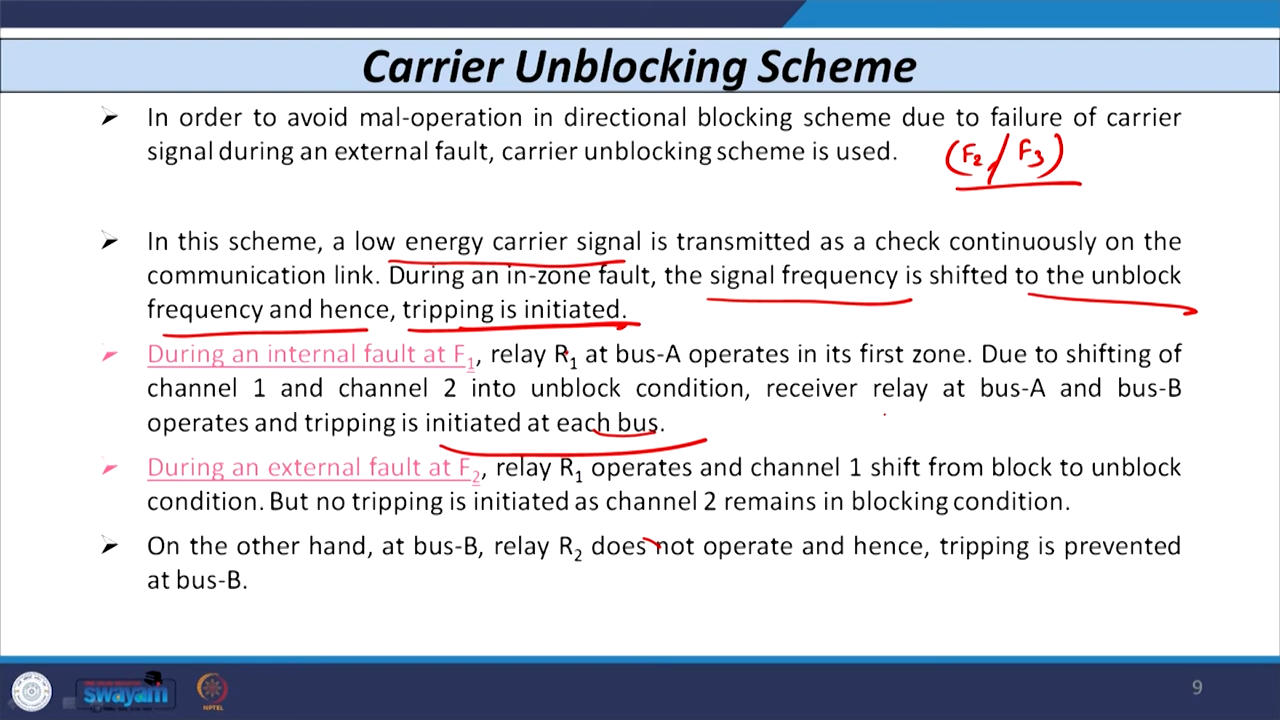 Carrier Unblocking Scheme
➤ In order to avoid mal-operation in directional blocking scheme due to failure of carrier
signal during an external fault, carrier unblocking scheme is used.
(F₂/F₃)
➤ In this scheme, a low energy carrier signal is transmitted as a check continuously on the
communication link. During an in-zone fault, the signal frequency is shifted to the unblock
frequency and hence, tripping is initiated.
➤ During an internal fault at F₁, relay R₁ at bus-A operates in its first zone. Due to shifting of
channel 1 and channel 2 into unblock condition, receiver relay at bus-A and bus-B
operates and tripping is initiated at each bus.
➤ During an external fault at F₂, relay R₁ operates and channel 1 shift from block to unblock
condition. But no tripping is initiated as channel 2 remains in blocking condition.
➤ On the other hand, at bus-B, relay R₂ does not operate and hence, tripping is prevented
at bus-B.
swayam
NPTEL
9